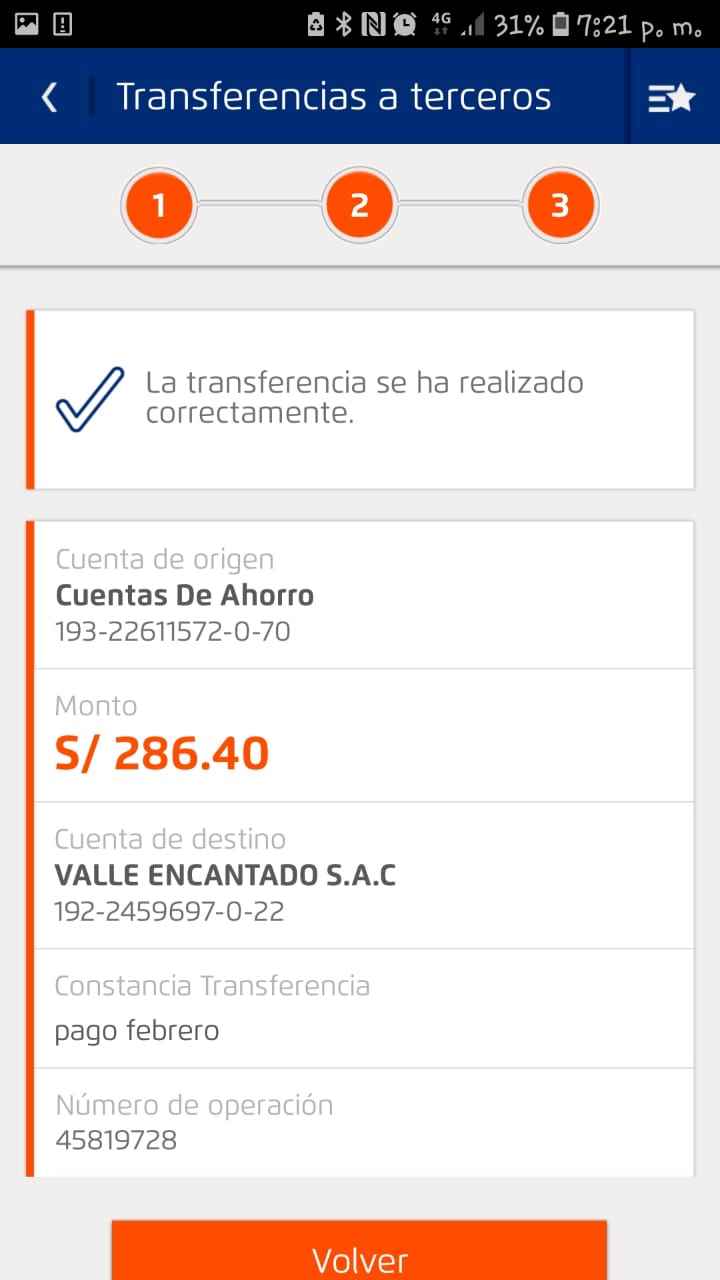 4G 31% 7:21 p. m.
Transferencias a terceros
1 2 3
La transferencia se ha realizado
correctamente.
Cuenta de origen
Cuentas De Ahorro
193-22611572-0-70
Monto
S/ 286.40
Cuenta de destino
VALLE ENCANTADO S.A.C
192-2459697-0-22
Constancia Transferencia
pago febrero
Número de operación
45819728
Volver